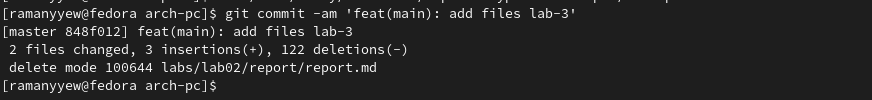 [ramanyyew@fedora arch-pc]$ git commit -am 'feat(main): add files lab-3'
[master 848f012] feat(main): add files lab-3
 2 files changed, 3 insertions(+), 122 deletions(-)
 delete mode 100644 labs/lab02/report/report.md
[ramanyyew@fedora arch-pc]$